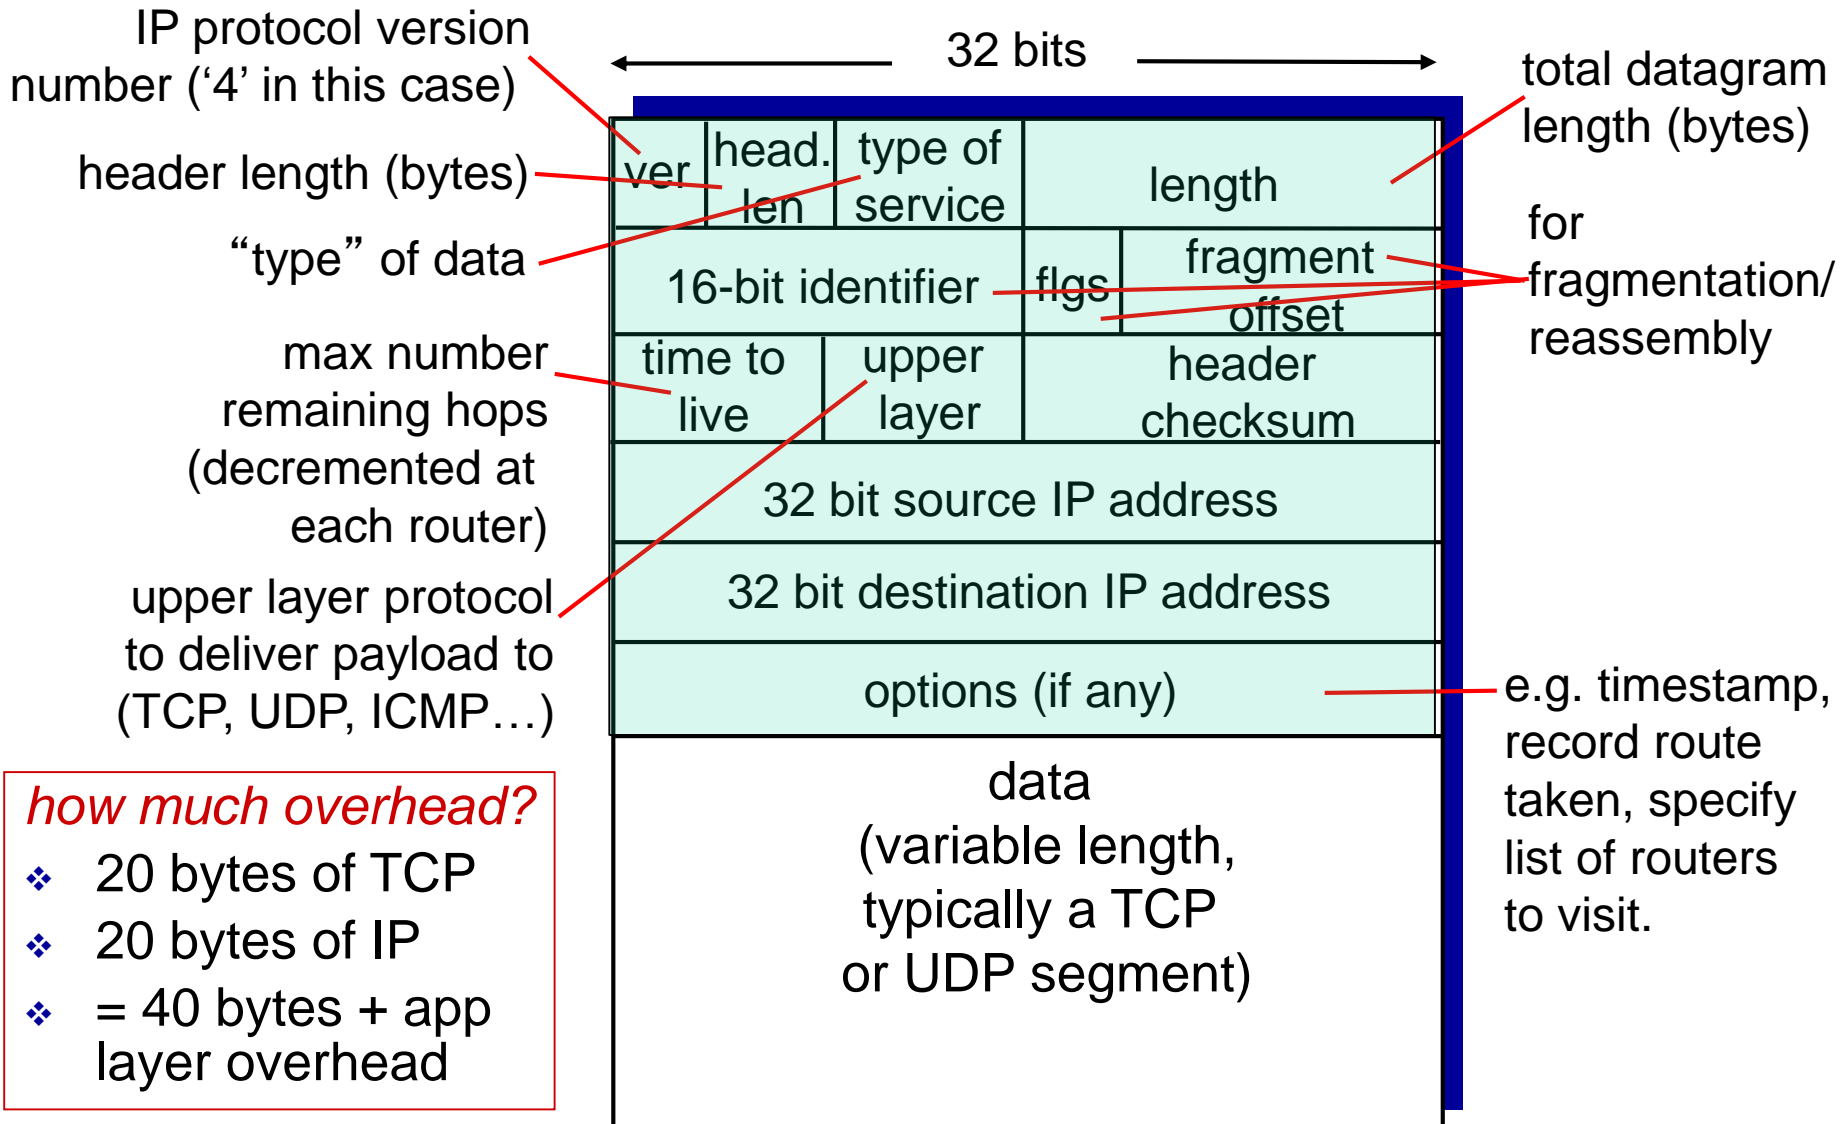 IP protocol version
number (‘4’ in this case)
header length (bytes)
“type” of data
max number
remaining hops
(decremented at
each router)
upper layer protocol
to deliver payload to
(TCP, UDP, ICMP…)
how much overhead?
❖ 20 bytes of TCP
❖ 20 bytes of IP
❖ = 40 bytes + app
layer overhead
32 bits
ver
head.
len
type of
service
length
16-bit identifier
flgs
fragment
offset
time to
live
upper
layer
header
checksum
32 bit source IP address
32 bit destination IP address
options (if any)
data
(variable length,
typically a TCP
or UDP segment)
total datagram
length (bytes)
for
fragmentation/
reassembly
e.g. timestamp,
record route
taken, specify
list of routers
to visit.